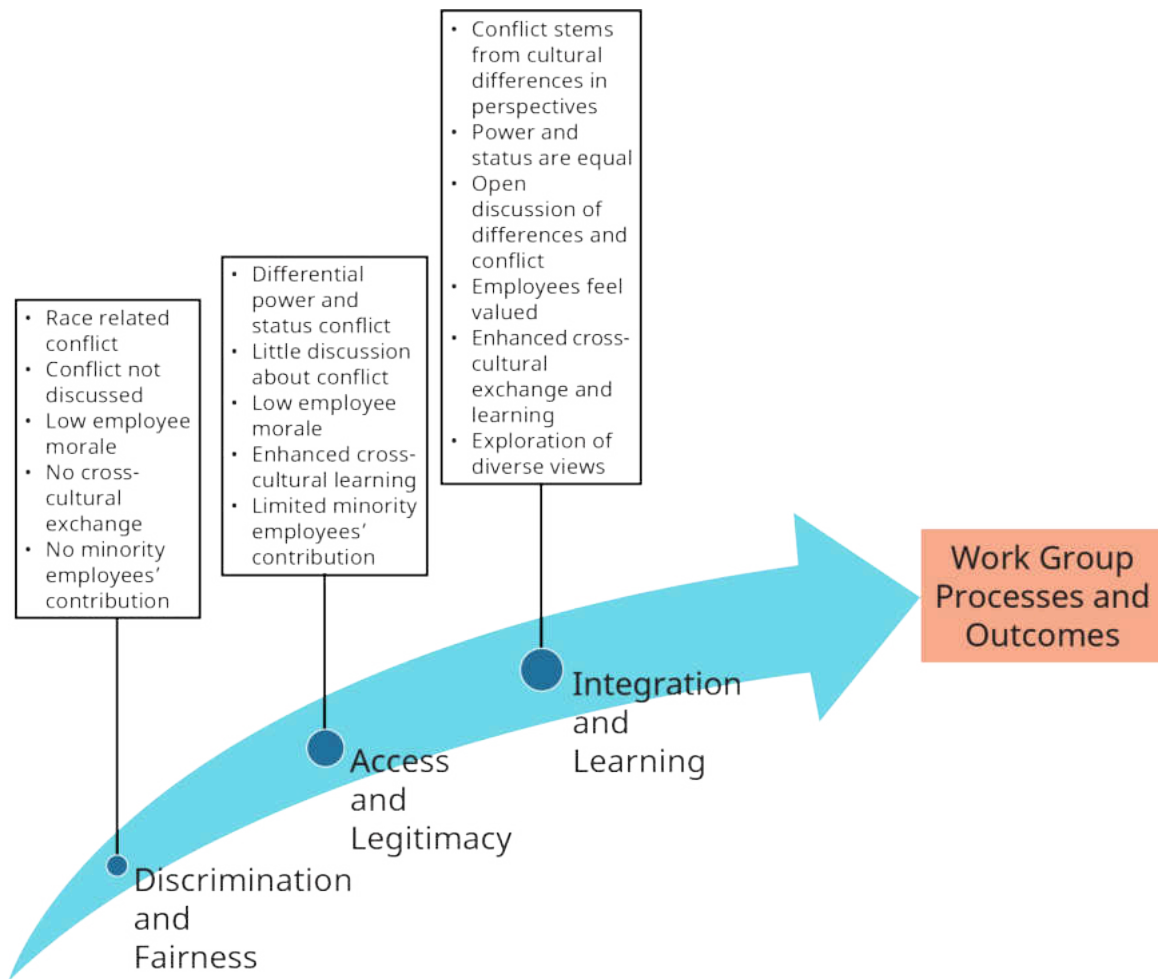 • Race related
conflict
• Conflict not
discussed
• Low employee
morale
• No cross-
cultural
exchange
• No minority
employees’
contribution
• Differential
power and
status conflict
• Little discussion
about conflict
• Low employee
morale
• Enhanced cross-
cultural learning
• Limited minority
employees’
contribution
• Conflict stems
from cultural
differences in
perspectives
• Power and
status are equal
• Open
discussion of
differences and
conflict
• Employees feel
valued
• Enhanced cross-
cultural
exchange and
learning
• Exploration of
diverse views
Discrimination
and
Fairness
Access
and
Legitimacy
Integration
and
Learning
Work Group
Processes and
Outcomes